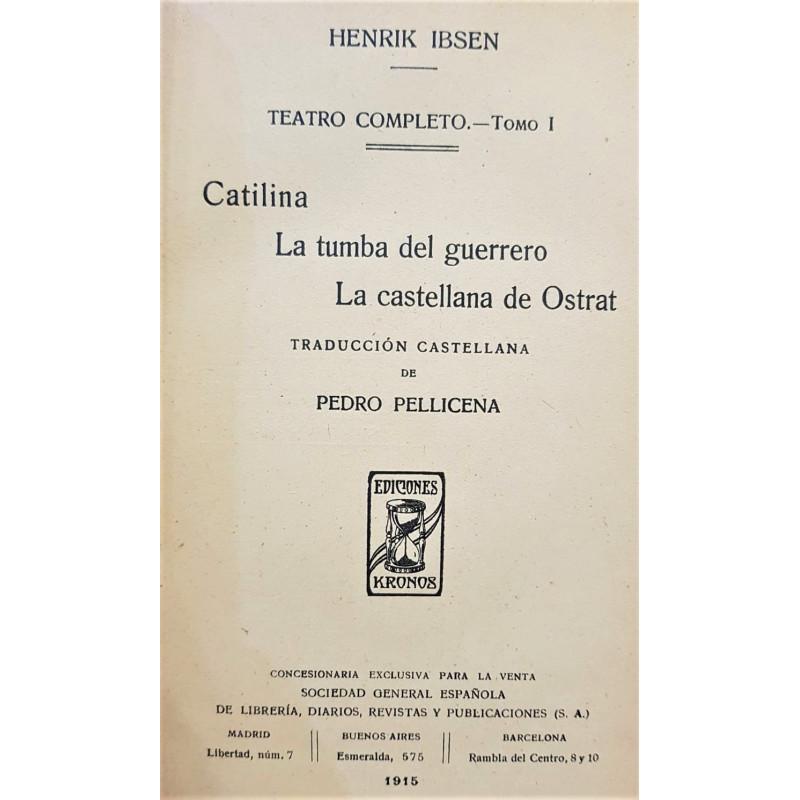 HENRIK IBSEN
TEATRO COMPLETO.—TOMO I
Catilina
La tumba del guerrero
La castellana de Ostrat
TRADUCCIÓN CASTELLANA
DE
PEDRO PELLICENA
EDICIONES
KRONOS
CONCESIONARIA EXCLUSIVA PARA LA VENTA
SOCIEDAD GENERAL ESPAÑOLA
DE LIBRERÍA, DIARIOS, REVISTAS Y PUBLICACIONES (S. A.)
MADRID
Libertad, núm. 7
BUENOS AIRES
Esmeralda, 575
BARCELONA
Rambla del Centro, 8 y 10
1915